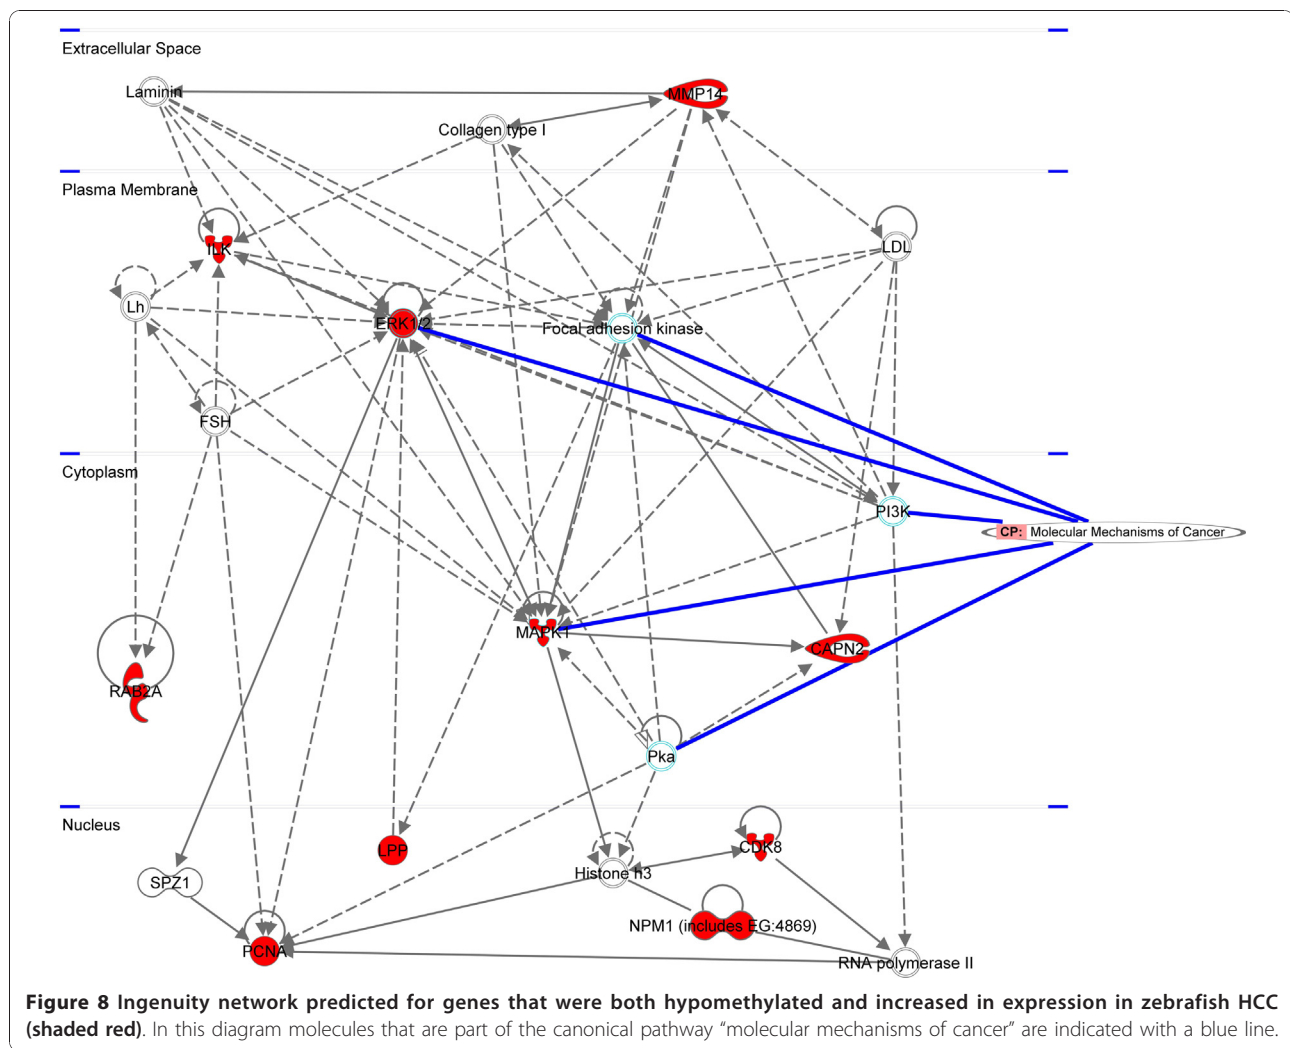 Extracellular Space
Laminin
MMP14
Collagen type I
Plasma Membrane
ILK
LDL
Lh
ERK1/2
Focal adhesion kinase
FSH
Cytoplasm
PI3K
CP: Molecular Mechanisms of Cancer
MAPK1
CAPN2
RAB2A
Pka
Nucleus
LPP
CDK8
Histone h3
SPZ1
NPM1 (includes EG:4869)
PCNA
RNA polymerase II
Figure 8 Ingenuity network predicted for genes that were both hypomethylated and increased in expression in zebrafish HCC
(shaded red). In this diagram molecules that are part of the canonical pathway “molecular mechanisms of cancer” are indicated with a blue line.